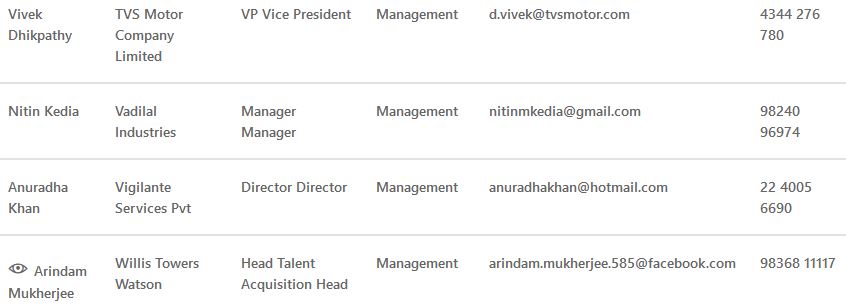 Vivek Dhikpathy TVS Motor Company Limited VP Vice President Management d.vivek@tvsmotor.com 4344 276 780
Nitin Kedia Vadilal Industries Manager Manager Management nitinmkedia@gmail.com 98240 96974
Anuradha Khan Vigilante Services Pvt Director Director Management anuradhakhan@hotmail.com 22 4005 6690
Arindam Mukherjee Willis Towers Watson Head Talent Acquisition Head Management arindam.mukherjee.585@facebook.com 98368 11117